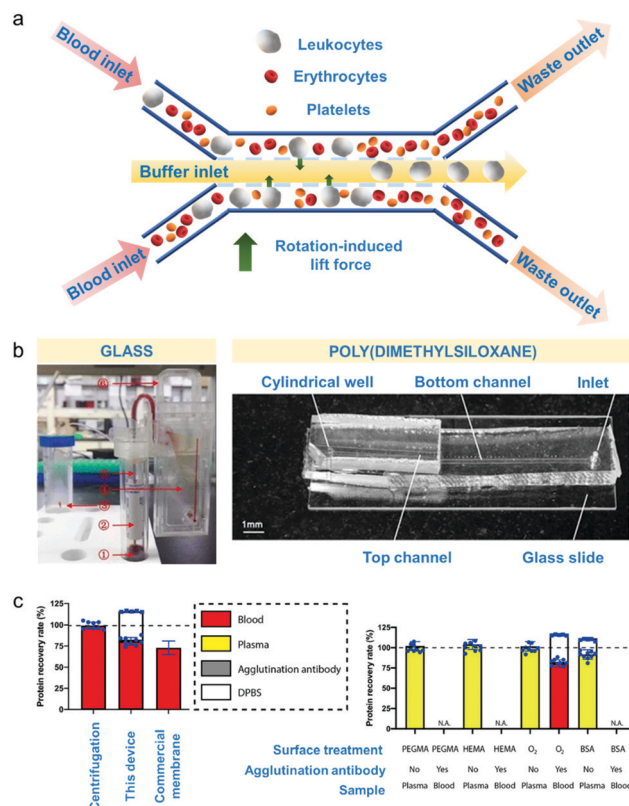 a
Blood inlet
Leukocytes
Erythrocytes
Platelets
Waste outlet
Buffer inlet
Blood inlet
Rotation-induced
lift force
Waste outlet
b
GLASS
POLY(DIMETHYLSILOXANE)
Cylindrical well
Bottom channel
Inlet
③
②
①
1mm
Top channel
Glass slide
c
Protein recovery rate (%)
125
100
75
50
25
0
Centrifugation
This device
Commercial
membrane
Blood
Plasma
Agglutination antibody
DPBS
Protein recovery rate (%)
125
100
75
50
25
0
N.A.
N.A.
N.A.
Surface treatment
PEGMA PEGMA HEMA HEMA O₂ O₂ BSA BSA
Agglutination antibody
No Yes No Yes No Yes No Yes
Sample
Plasma Blood Plasma Blood Plasma Blood Plasma Blood